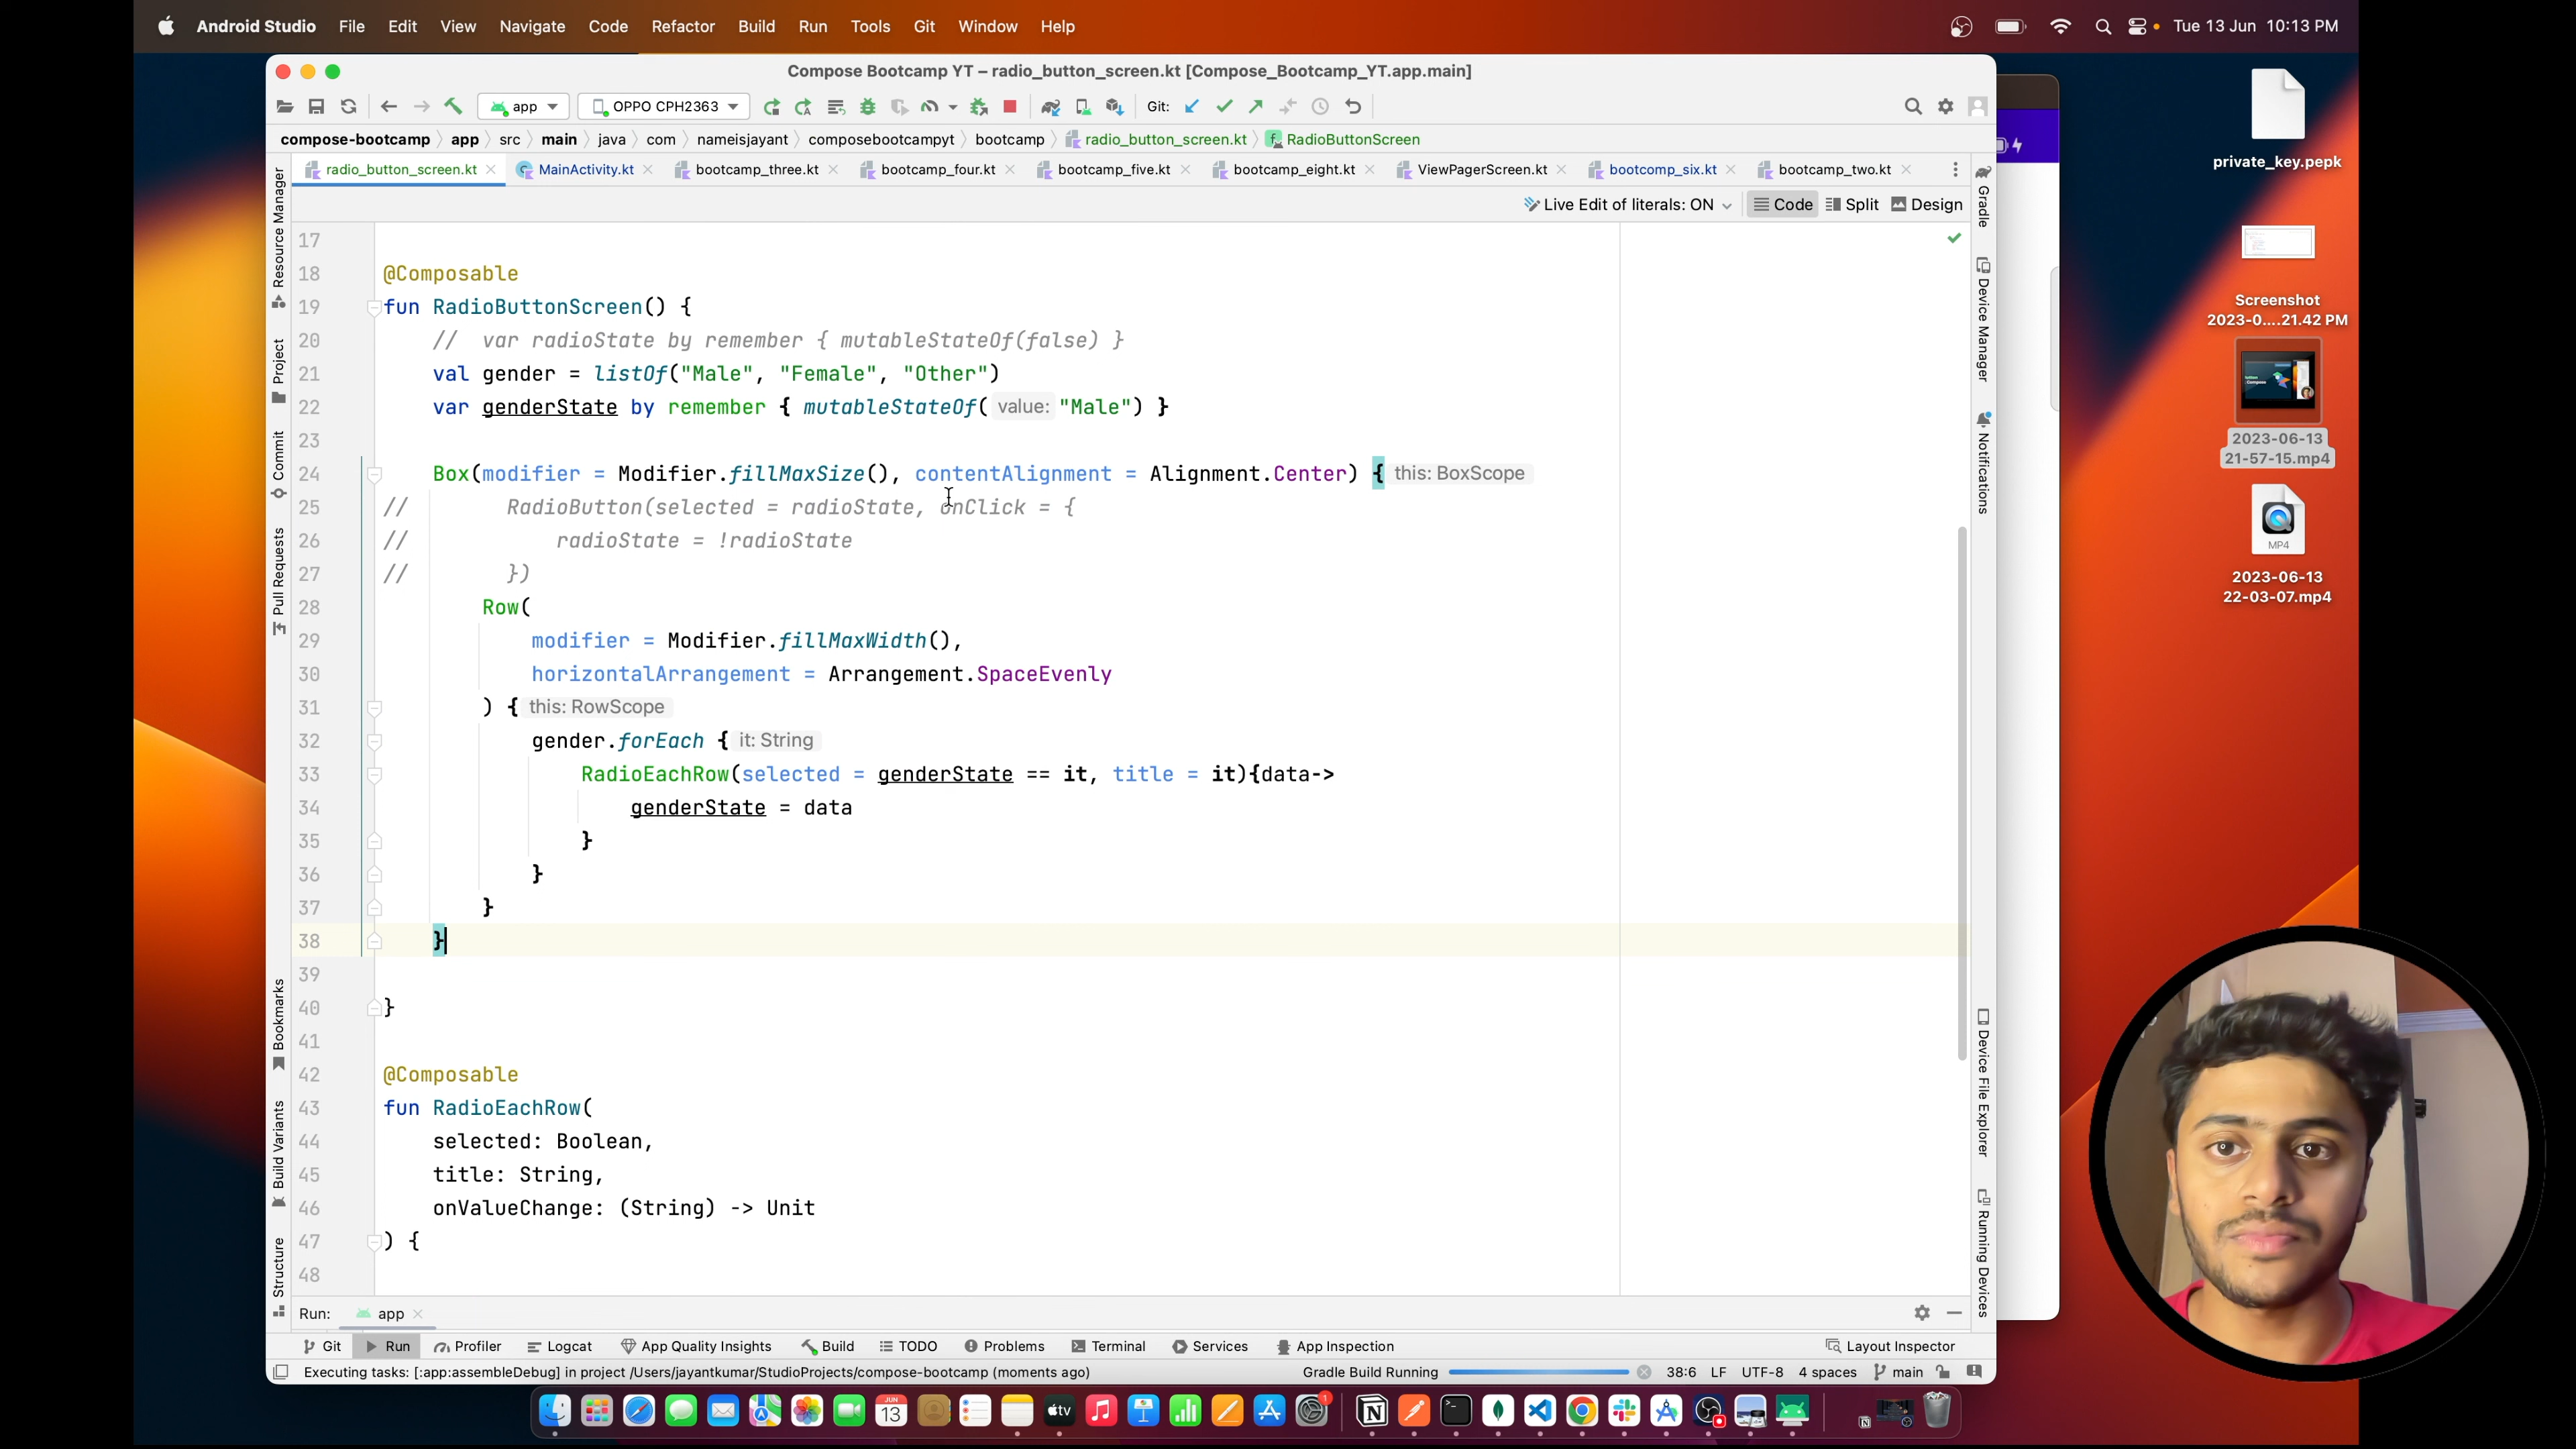 Android Studio File Edit View Navigate Code Refactor Build Run Tools Git Window Help Tue 13 Jun 10:13 PM
Compose Bootcamp YT – radio_button_screen.kt [Compose_Bootcamp_YT.app.main]
app OPPO CPH2363 Git:
compose-bootcamp app src main java com nameisjayant composebootcampyt bootcamp radio_button_screen.kt RadioButtonScreen
radio_button_screen.kt MainActivity.kt bootcamp_three.kt bootcamp_four.kt bootcamp_five.kt bootcamp_eight.kt ViewPagerScreen.kt bootcomp_six.kt bootcamp_two.kt
Live Edit of literals: ON Code Split Design
17
18 @Composable
19 fun RadioButtonScreen() {
20 // var radioState by remember { mutableStateOf(false) }
21 val gender = listOf("Male", "Female", "Other")
22 var genderState by remember { mutableStateOf( value: "Male") }
23
24 Box(modifier = Modifier.fillMaxSize(), contentAlignment = Alignment.Center) { this: BoxScope
25 // RadioButton(selected = radioState, onClick = {
26 // radioState = !radioState
27 // })
28 Row(
29 modifier = Modifier.fillMaxWidth(),
30 horizontalArrangement = Arrangement.SpaceEvenly
31 ) { this: RowScope
32 gender.forEach { it: String
33 RadioEachRow(selected = genderState == it, title = it){data->
34 genderState = data
35 }
36 }
37 }
38 }
39
40 }
41
42 @Composable
43 fun RadioEachRow(
44 selected: Boolean,
45 title: String,
46 onValueChange: (String) -> Unit
47 ) {
48
Resource Manager
Project
Commit
Pull Requests
Bookmarks
Build Variants
Structure
Gradle
Device Manager
Notifications
Device File Explorer
Running Devices
Run: app
Git Run Profiler Logcat App Quality Insights Build TODO Problems Terminal Services App Inspection Layout Inspector
Executing tasks: [:app:assembleDebug] in project /Users/jayantkumar/StudioProjects/compose-bootcamp (moments ago) Gradle Build Running 38:6 LF UTF-8 4 spaces main
private_key.pepk
Screenshot
2023-0....21.42 PM
2023-06-13
21-57-15.mp4
MP4
2023-06-13
22-03-07.mp4
JUN
13
tv
1